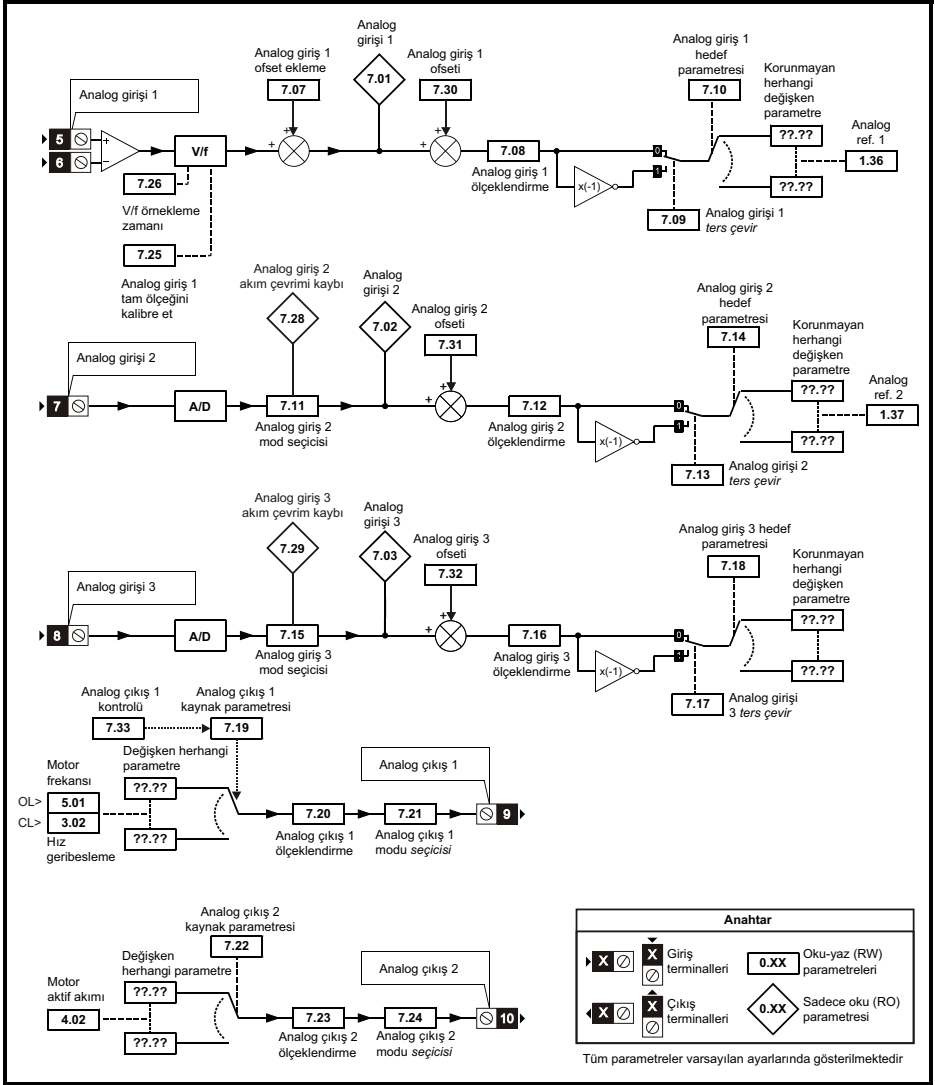 Analog girişi 1
5
6
+
–
V/f
7.26
V/f örnekleme
zamanı
7.25
Analog giriş 1
tam ölçeğini
kalibre et
Analog giriş 1
ofset ekleme
7.07
+
+
Analog
girişi 1
7.01
Analog giriş 1
ofseti
7.30
+
+
7.08
Analog giriş 1
ölçeklendirme
x(-1)
0
1
7.09
Analog girişi 1
ters çevir
Analog giriş 1
hedef
parametresi
7.10
Korunmayan
herhangi
değişken
parametre
??.??
??.??
Analog
ref. 1
1.36
Analog girişi 2
7
A/D
Analog giriş 2
akım çevrimi kaybı
7.28
7.11
Analog giriş 2
mod seçicisi
Analog
girişi 2
7.02
Analog giriş 2
ofseti
7.31
+
+
7.12
Analog giriş 2
ölçeklendirme
x(-1)
0
1
7.13
Analog girişi 2
ters çevir
Analog giriş 2
hedef
parametresi
7.14
Korunmayan
herhangi
değişken
parametre
??.??
??.??
Analog
ref. 2
1.37
Analog girişi 3
8
A/D
Analog giriş 3
akım çevrim kaybı
7.29
7.15
Analog giriş 3
mod seçicisi
Analog
girişi 3
7.03
Analog giriş 3
ofseti
7.32
+
+
7.16
Analog giriş 3
ölçeklendirme
x(-1)
0
1
7.17
Analog girişi
3 ters çevir
Analog giriş 3 hedef
parametresi
7.18
Korunmayan
herhangi
değişken
parametre
??.??
??.??
Analog çıkış 1
kontrolü
7.33
Analog çıkış 1
kaynak parametresi
7.19
Değişken herhangi
parametre
??.??
??.??
Motor
frekansı
OL>
5.01
CL>
3.02
Hız
geribesleme
7.20
Analog çıkış 1
ölçeklendirme
7.21
Analog çıkış 1
modu seçicisi
Analog çıkış 1
9
Analog çıkış 2
kaynak parametresi
7.22
Değişken
herhangi parametre
??.??
??.??
Motor
aktif akımı
4.02
7.23
Analog çıkış 2
ölçeklendirme
7.24
Analog çıkış 2
modu seçicisi
Analog çıkış 2
10
Anahtar
X
X
Giriş
terminalleri
0.XX
Oku-yaz (RW)
parametreleri
X
X
Çıkış
terminalleri
0.XX
Sadece oku (RO)
parametresi
Tüm parametreler varsayılan ayarlarında gösterilmektedir